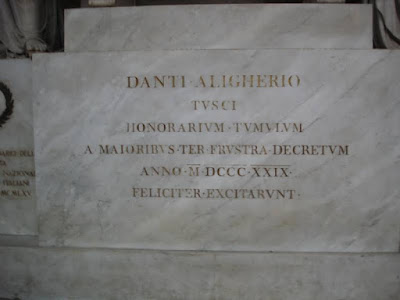 DANTI·ALIGHERIO
TVSCI
HONORARIVM·TVMVLVM
A·MAIORIBVS·TER·FRVSTRA·DECRETVM
ANNO·M·DCCC·XXIX·
FELICITER·EXCITARVNT·